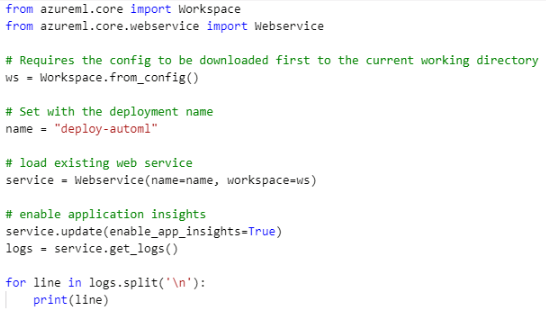 from azureml.core import Workspace
from azureml.core.webservice import Webservice
# Requires the config to be downloaded first to the current working directory
ws = Workspace.from_config()
# Set with the deployment name
name = "deploy-automl"
# load existing web service
service = Webservice(name=name, workspace=ws)
# enable application insights
service.update(enable_app_insights=True)
logs = service.get_logs()
for line in logs.split('\n'):
    print(line)